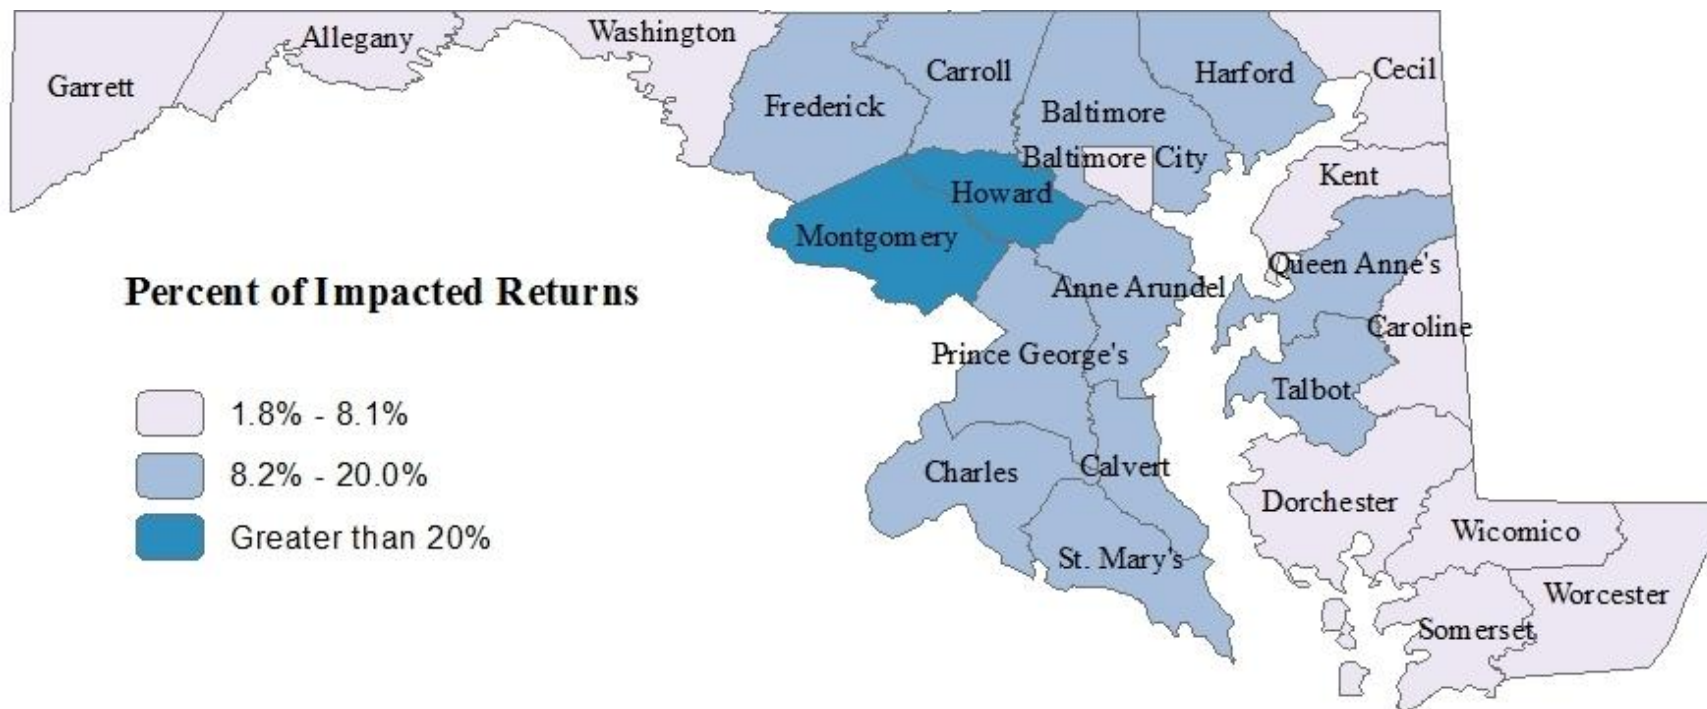 Garrett
Allegany
Washington
Frederick
Carroll
Baltimore
Harford
Cecil
Baltimore City
Kent
Howard
Montgomery
Queen Anne's
Anne Arundel
Caroline
Prince George's
Talbot
Charles
Calvert
Dorchester
St. Mary's
Wicomico
Worcester
Somerset
Percent of Impacted Returns
1.8% - 8.1%
8.2% - 20.0%
Greater than 20%